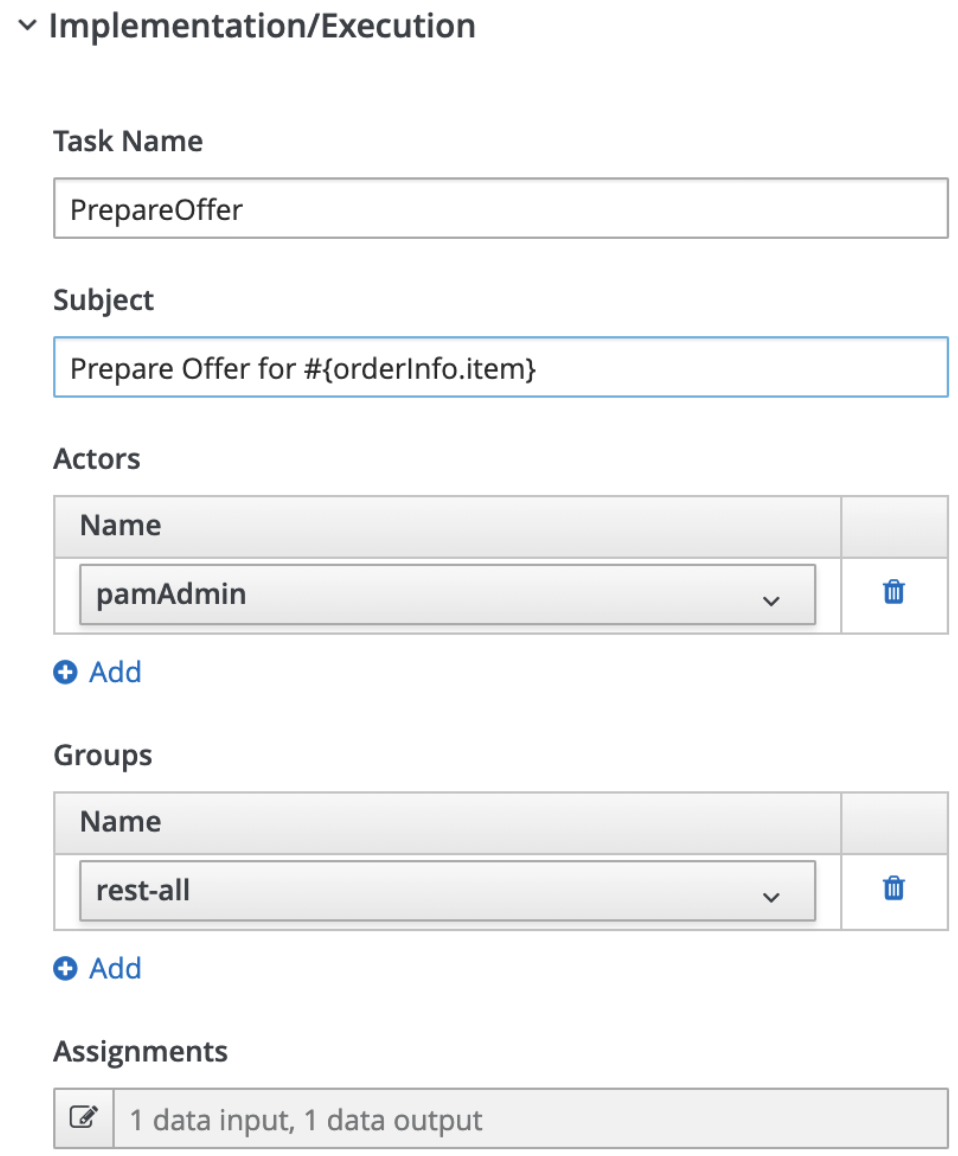 Implementation/Execution
Task Name
PrepareOffer
Subject
Prepare Offer for #{orderInfo.item}
Actors
Name
pamAdmin
Add
Groups
Name
rest-all
Add
Assignments
1 data input, 1 data output